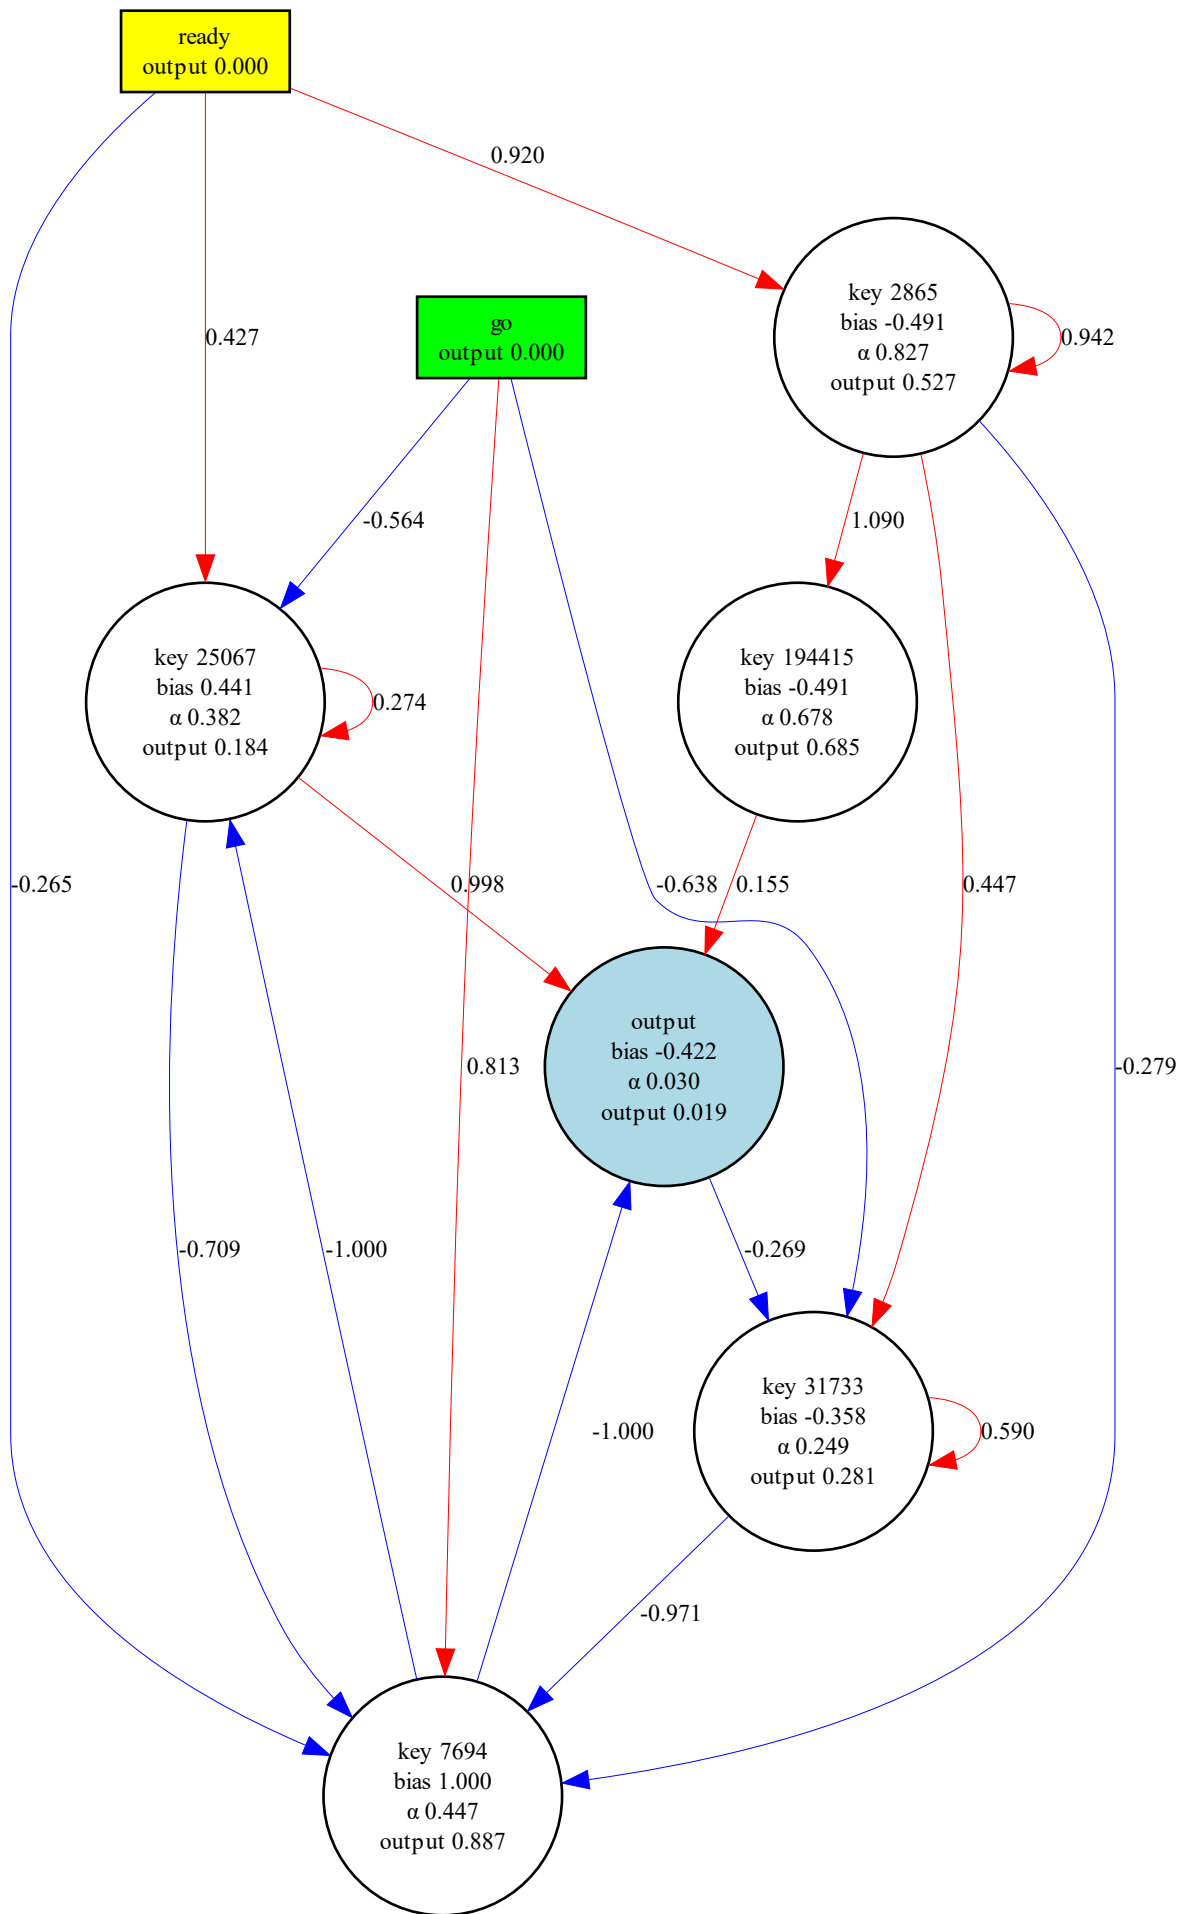 ready
output 0.000
0.920
key 2865
bias -0.491
α 0.827
output 0.527
0.942
go
output 0.000
0.427
-0.564
1.090
key 25067
bias 0.441
α 0.382
output 0.184
0.274
key 194415
bias -0.491
α 0.678
output 0.685
-0.265
0.998
-0.638
0.155
0.447
output
bias -0.422
α 0.030
output 0.019
0.813
-0.279
-0.709
-1.000
-0.269
key 31733
bias -0.358
α 0.249
output 0.281
0.590
-1.000
-0.971
key 7694
bias 1.000
α 0.447
output 0.887